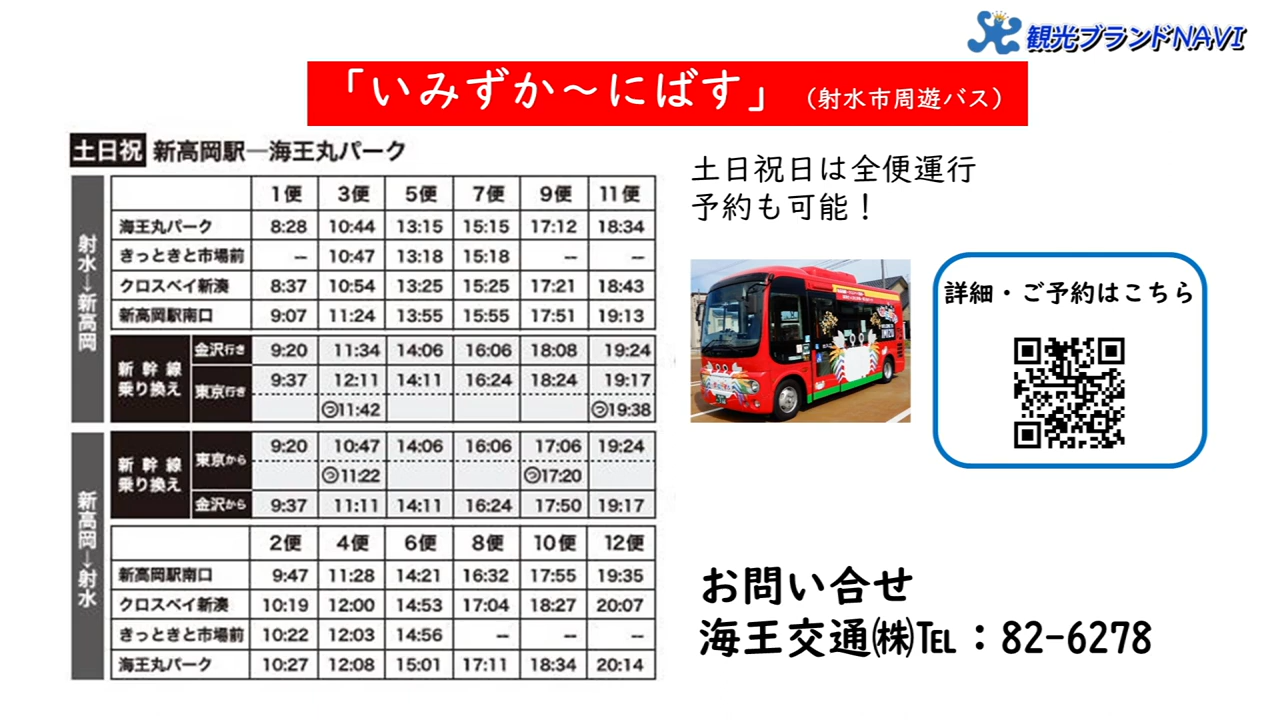 観光ブランドNAVI
「いみずか～にばす」（射水市周遊バス）
土日祝 新高岡駅―海王丸パーク
射水→新高岡
1便 3便 5便 7便 9便 11便
海王丸パーク 8:28 10:44 13:15 15:15 17:12 18:34
きっときと市場前 -- 10:47 13:18 15:18 -- --
クロスベイ新湊 8:37 10:54 13:25 15:25 17:21 18:43
新高岡駅南口 9:07 11:24 13:55 15:55 17:51 19:13
新幹線乗り換え
金沢行き 9:20 11:34 14:06 16:06 18:08 19:24
東京行き 9:37 12:11 14:11 16:24 18:24 19:17
つ11:42 つ19:38
新高岡→射水
新幹線乗り換え
東京から 9:20 10:47 14:06 16:06 17:06 19:24
つ11:22 つ17:20
金沢から 9:37 11:11 14:11 16:24 17:50 19:17
2便 4便 6便 8便 10便 12便
新高岡駅南口 9:47 11:28 14:21 16:32 17:55 19:35
クロスベイ新湊 10:19 12:00 14:53 17:04 18:27 20:07
きっときと市場前 10:22 12:03 14:56 -- -- --
海王丸パーク 10:27 12:08 15:01 17:11 18:34 20:14
土日祝日は全便運行
予約も可能！
詳細・ご予約はこちら
お問い合せ
海王交通㈱℡：82-6278